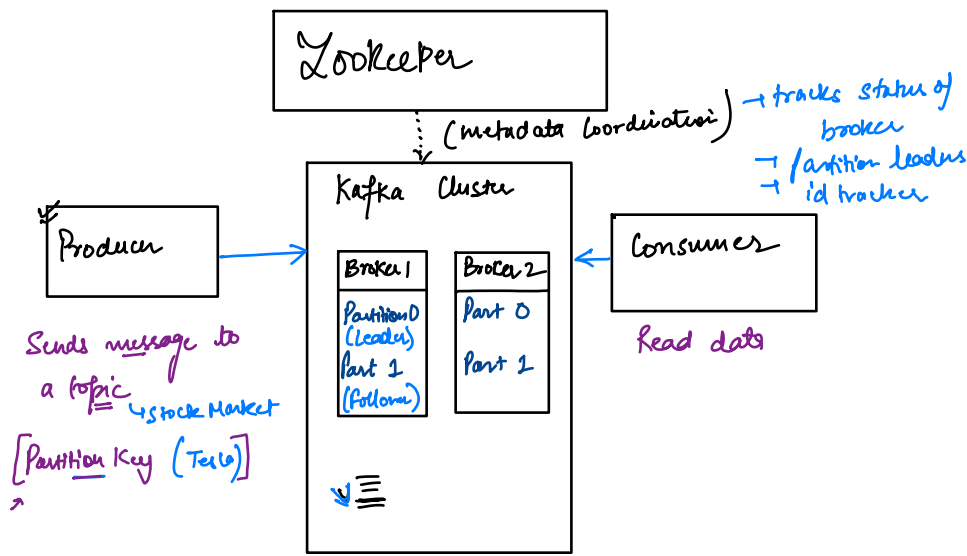 Zookeeper
(metadata Coordination)
→ tracks status of
broker
→ Partition leaders
→ id tracker
Kafka Cluster
Producer
Consumer
Broker 1
Broker 2
Partition 0
(Leader)
Part 1
(Follower)
Part 0
Part 1
Sends message to
a topic
↳ Stock Market
[Partition Key (Tesla)]
Read data